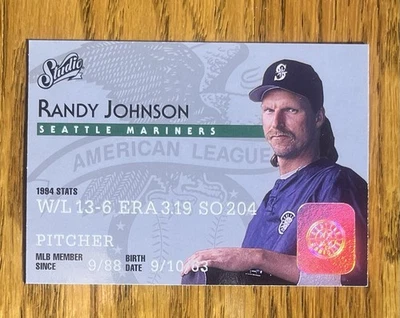 Studio
RANDY JOHNSON
SEATTLE MARINERS
AMERICAN LEAGUE
1994 STATS
W/L 13-6 ERA 3.19 SO 204
PITCHER
MLB MEMBER SINCE 9/88 BIRTH DATE 9/10/63
S